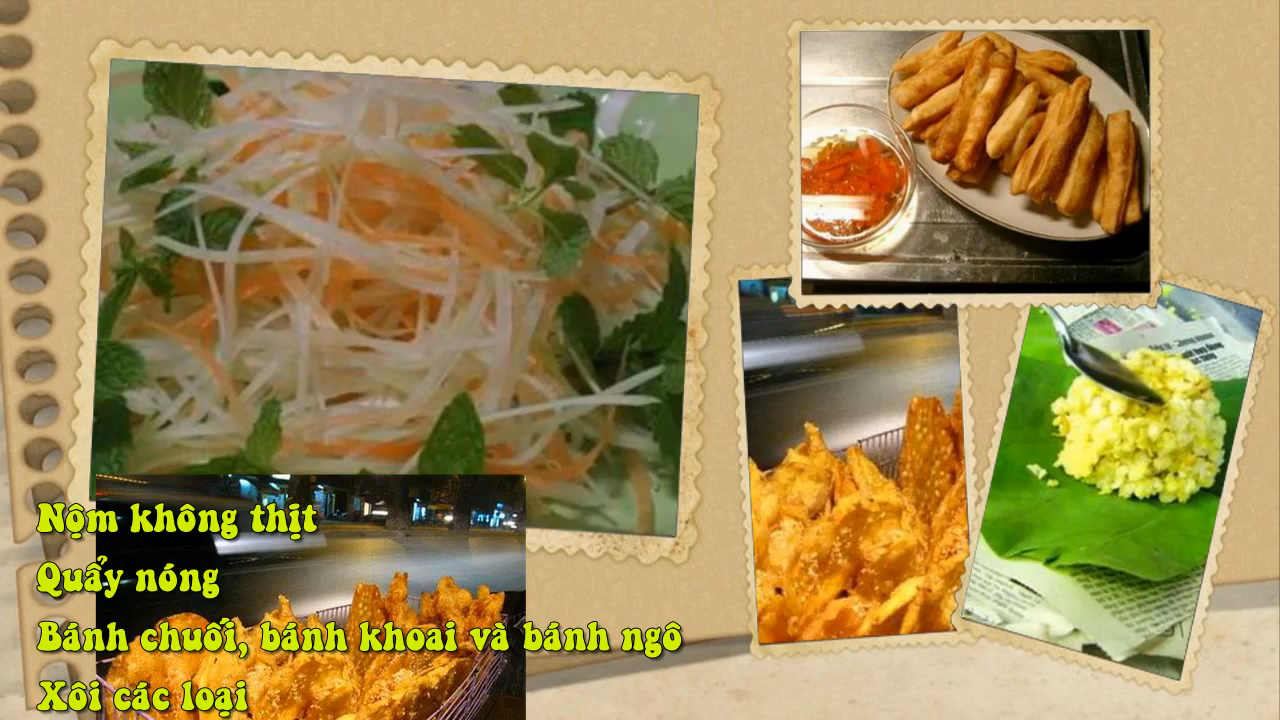 Nộm không thịt
Quẩy nóng
Bánh chuối, bánh khoai và bánh ngô
Xôi các loại